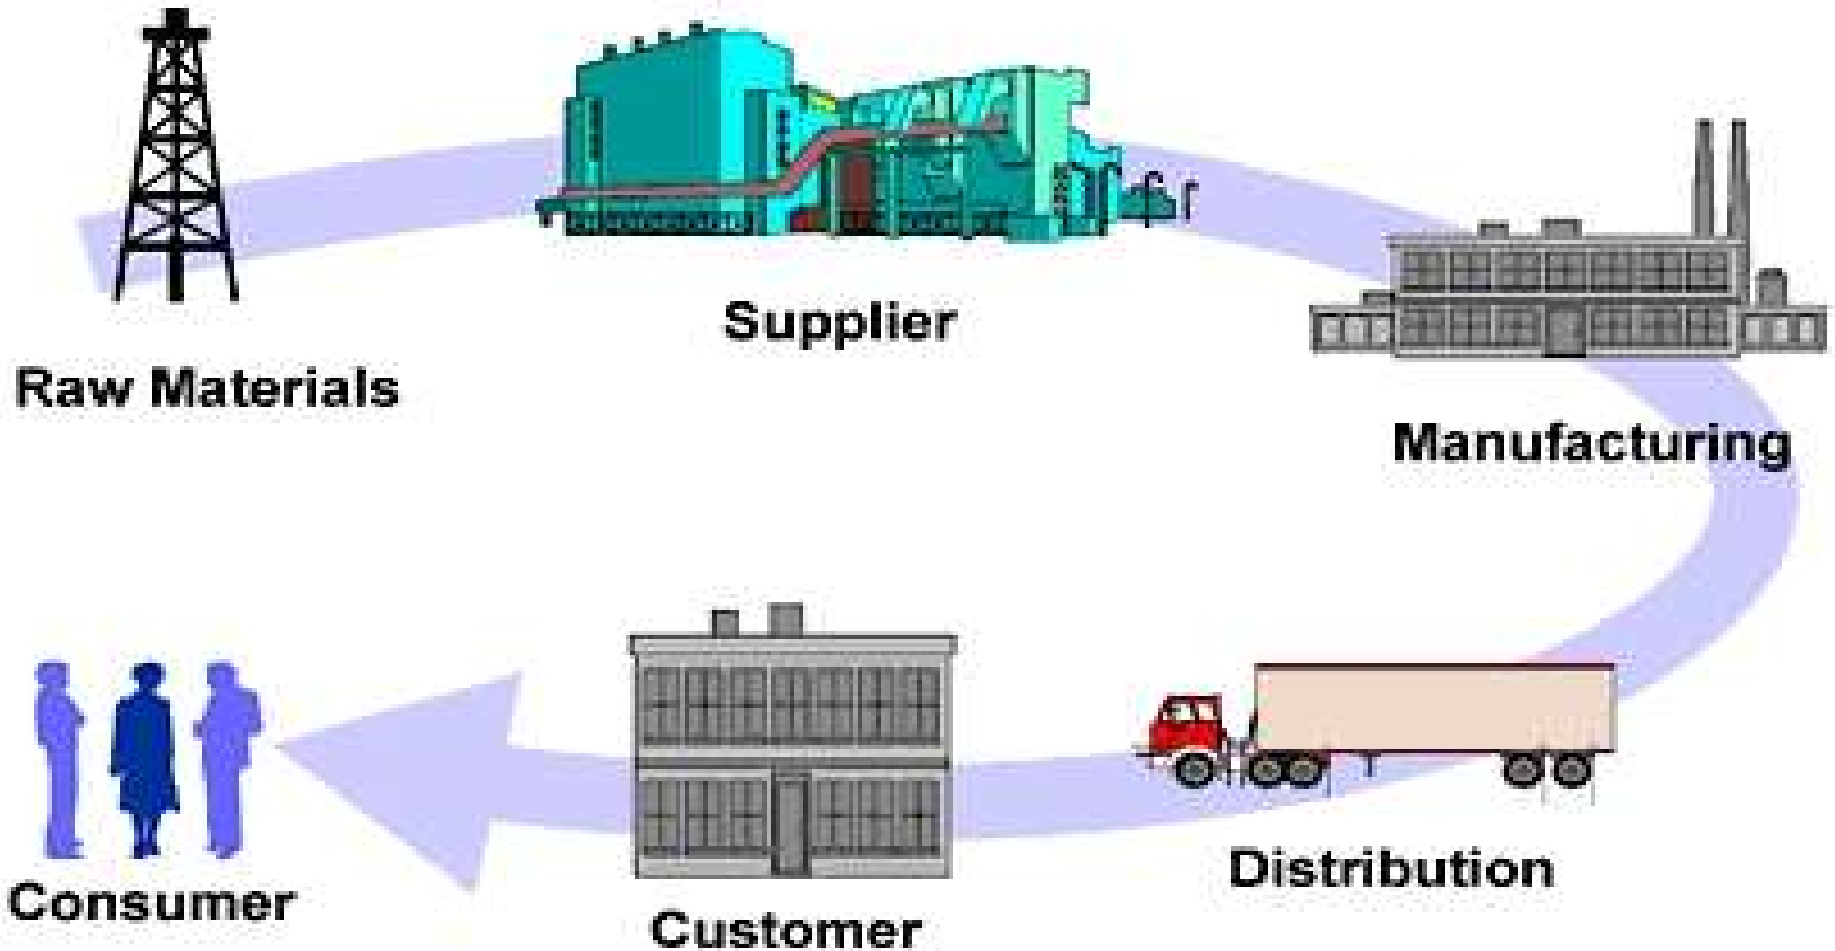 Raw Materials
Supplier
Manufacturing
Distribution
Customer
Consumer